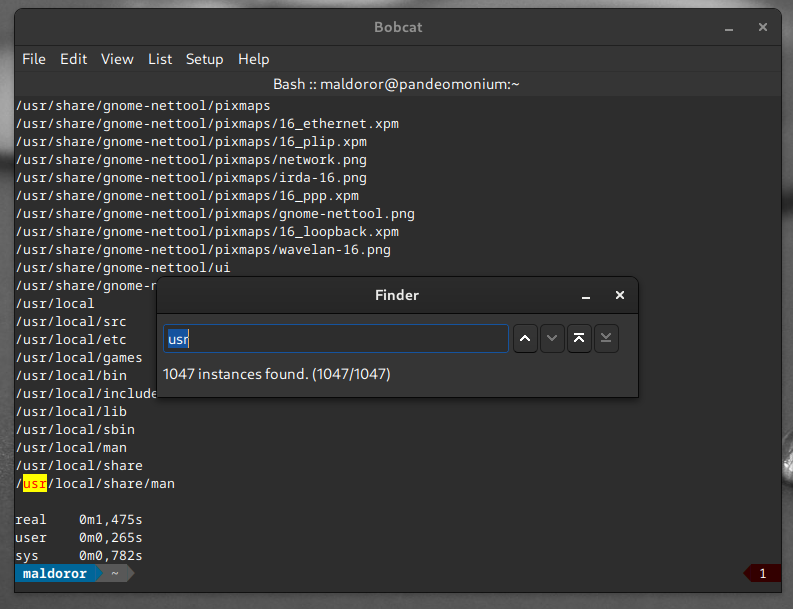 Bobcat
File Edit View List Setup Help
Bash :: maldoror@pandeomonium:~
/usr/share/gnome-nettool/pixmaps
/usr/share/gnome-nettool/pixmaps/16_ethernet.xpm
/usr/share/gnome-nettool/pixmaps/16_plip.xpm
/usr/share/gnome-nettool/pixmaps/network.png
/usr/share/gnome-nettool/pixmaps/irda-16.png
/usr/share/gnome-nettool/pixmaps/16_ppp.xpm
/usr/share/gnome-nettool/pixmaps/gnome-nettool.png
/usr/share/gnome-nettool/pixmaps/16_loopback.xpm
/usr/share/gnome-nettool/pixmaps/wavelan-16.png
/usr/share/gnome-nettool/ui
/usr/share/gnome-n
/usr/local
/usr/local/src
/usr/local/etc
/usr/local/games
/usr/local/bin
/usr/local/include
/usr/local/lib
/usr/local/sbin
/usr/local/man
/usr/local/share
/usr/local/share/man
real 0m1,475s
user 0m0,265s
sys 0m0,782s
maldoror ~ 1
Finder
usr
1047 instances found. (1047/1047)